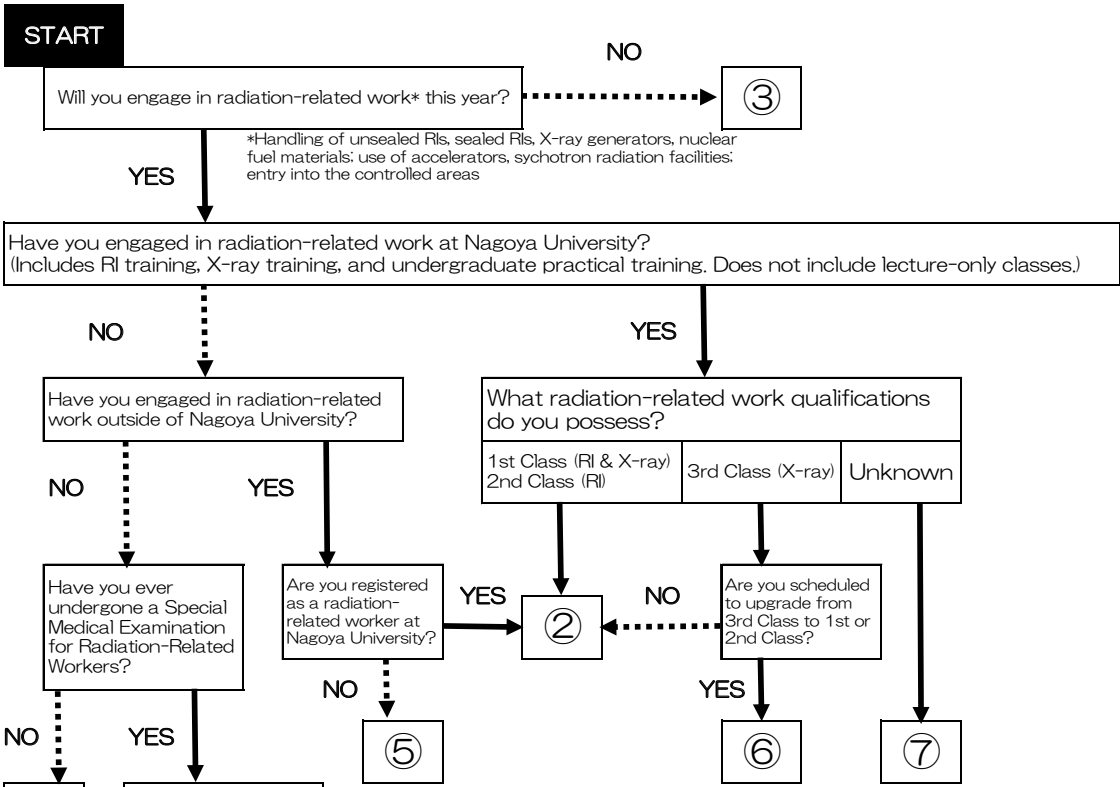 START
NO
Will you engage in radiation-related work* this year?
③
*Handling of unsealed RIs, sealed RIs, X-ray generators, nuclear
fuel materials; use of accelerators, sychotron radiation facilities;
entry into the controlled areas
YES
Have you engaged in radiation-related work at Nagoya University?
(Includes RI training, X-ray training, and undergraduate practical training. Does not include lecture-only classes.)
NO
YES
Have you engaged in radiation-related
work outside of Nagoya University?
What radiation-related work qualifications
do you possess?
1st Class (RI & X-ray)
2nd Class (RI)
3rd Class (X-ray)
Unknown
NO
YES
Have you ever
undergone a Special
Medical Examination
for Radiation-Related
Workers?
Are you registered
as a radiation-
related worker at
Nagoya University?
YES
②
NO
Are you scheduled
to upgrade from
3rd Class to 1st or
2nd Class?
NO
YES
NO
YES
⑤
⑥
⑦